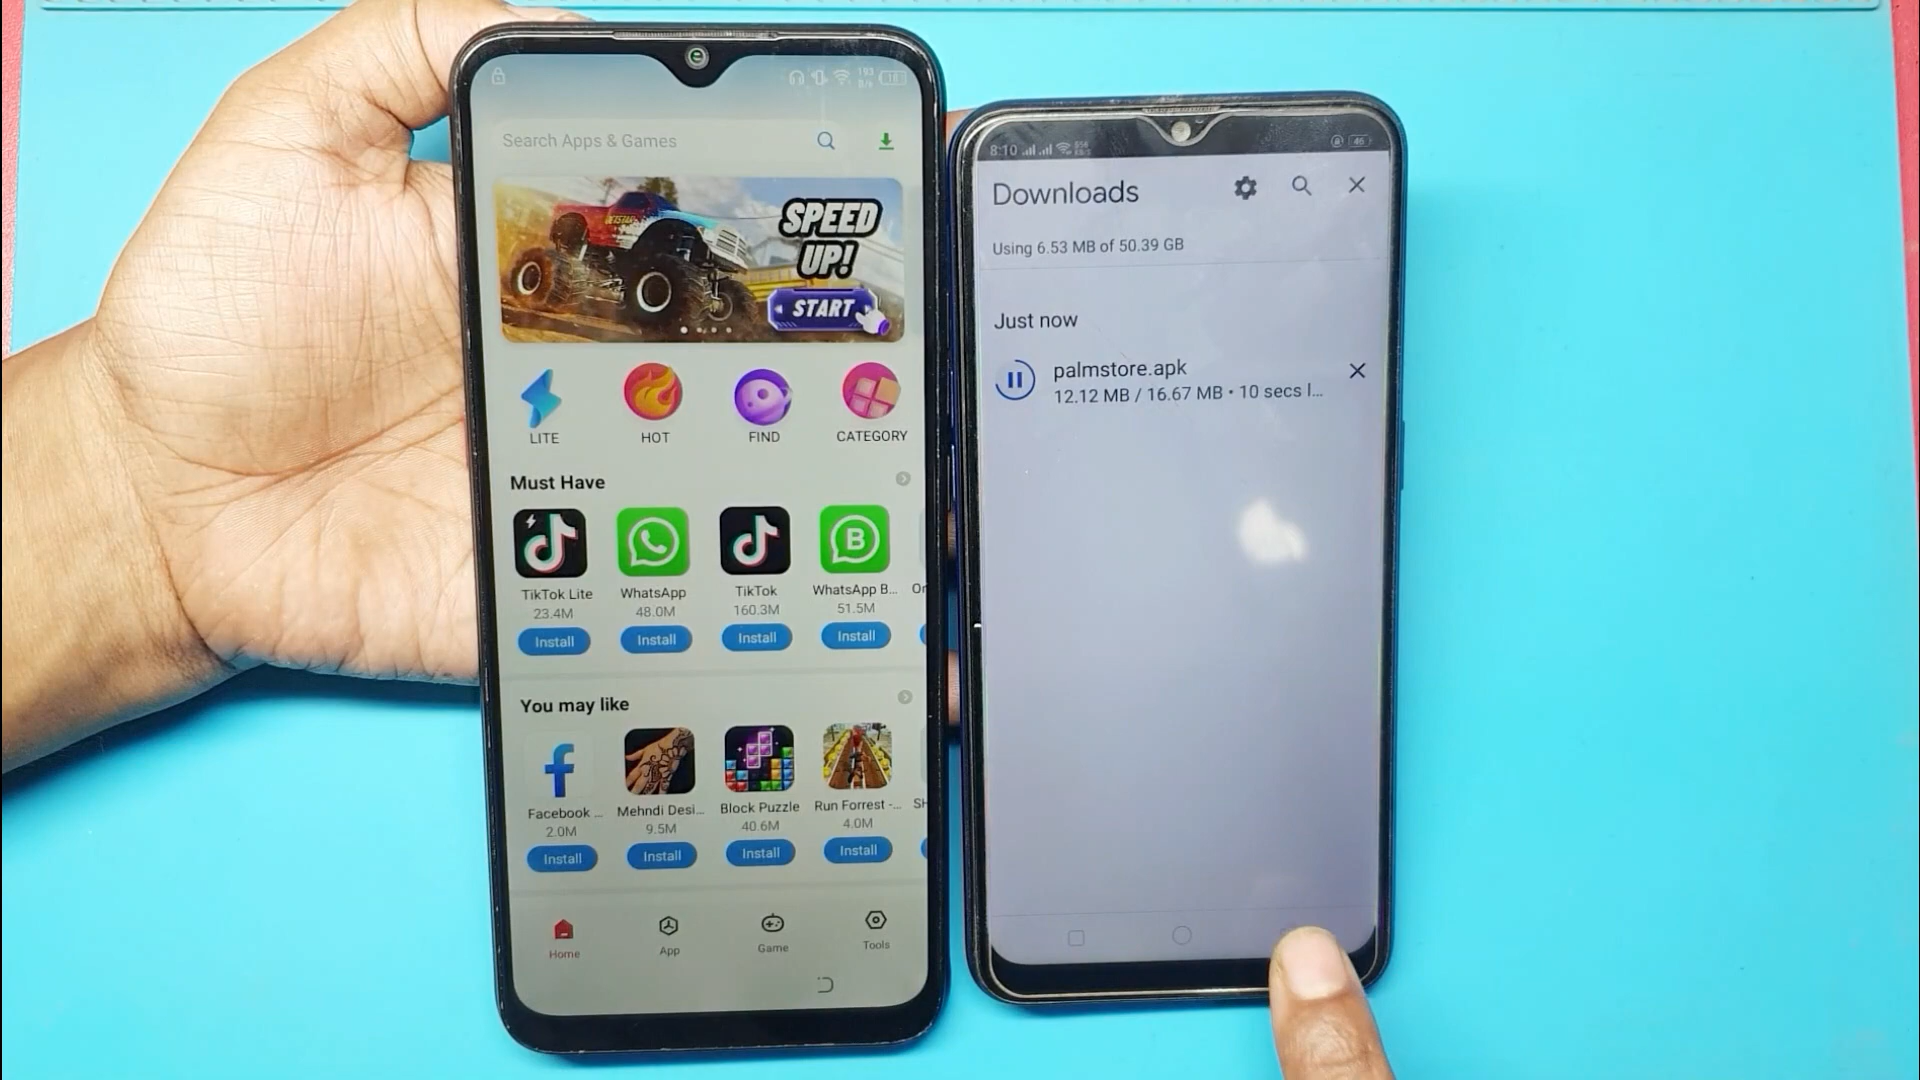 193
B/s
18
Search Apps & Games
SPEED
UP!
START
LITE
HOT
FIND
CATEGORY
Must Have
TikTok Lite
WhatsApp
TikTok
WhatsApp B...
23.4M
48.0M
160.3M
51.5M
Install
Install
Install
Install
You may like
Facebook ...
Mehndi Desi...
Block Puzzle
Run Forrest -...
SH
2.0M
9.5M
40.6M
4.0M
Install
Install
Install
Install
Home
App
Game
Tools
8:10
46
Downloads
Using 6.53 MB of 50.39 GB
Just now
palmstore.apk
12.12 MB / 16.67 MB • 10 secs l...